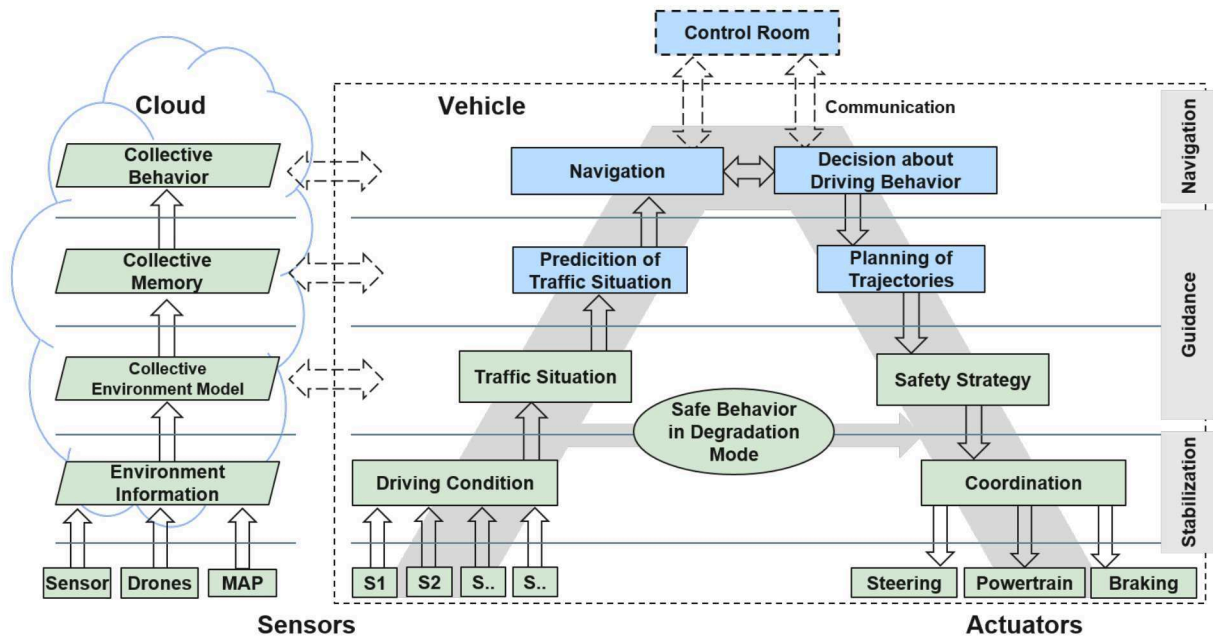 Control Room
Cloud
Vehicle
Communication
Navigation
Collective
Behavior
Navigation
Decision about
Driving Behavior
Collective
Memory
Predicition of
Traffic Situation
Planning of
Trajectories
Guidance
Collective
Environment Model
Traffic Situation
Safety Strategy
Safe Behavior
in Degradation
Mode
Environment
Information
Driving Condition
Coordination
Stabilization
Sensor
Drones
MAP
S1
S2
S..
S..
Steering
Powertrain
Braking
Sensors
Actuators